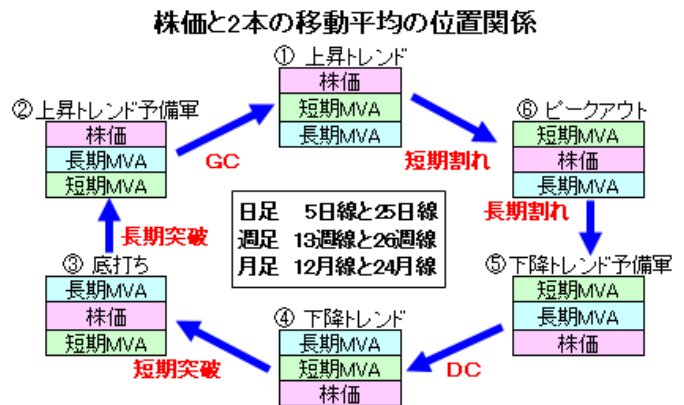 株価と2本の移動平均の位置関係
① 上昇トレンド
株価
短期MVA
長期MVA
② 上昇トレンド予備軍
株価
長期MVA
短期MVA
GC
短期割れ
⑥ ピークアウト
短期MVA
株価
長期MVA
長期割れ
長期突破
日足 5日線と25日線
週足 13週線と26週線
月足 12月線と24月線
③ 底打ち
長期MVA
株価
短期MVA
⑤ 下降トレンド予備軍
短期MVA
長期MVA
株価
④ 下降トレンド
長期MVA
短期MVA
株価
短期突破
DC